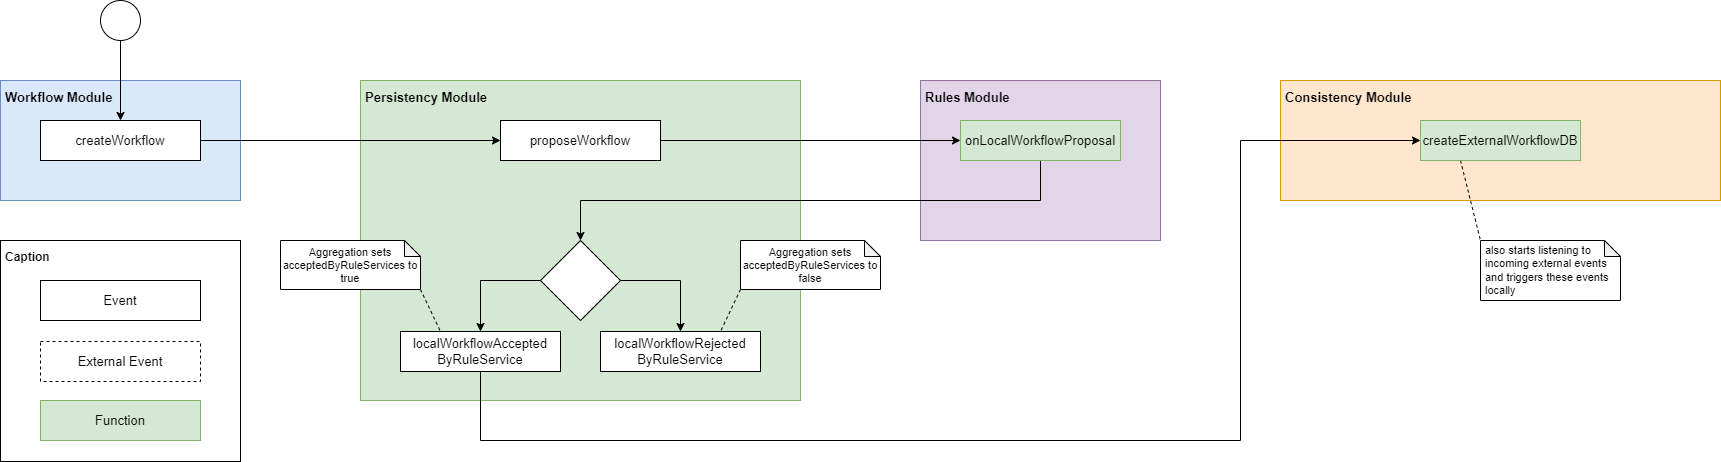 Workflow Module
createWorkflow
Persistency Module
proposeWorkflow
Rules Module
onLocalWorkflowProposal
Consistency Module
createExternalWorkflowDB
Aggregation sets
acceptedByRuleServices to
true
Aggregation sets
acceptedByRuleServices to
false
localWorkflowAccepted
ByRuleService
localWorkflowRejected
ByRuleService
also starts listening to
incoming external events
and triggers these events
locally
Caption
Event
External Event
Function